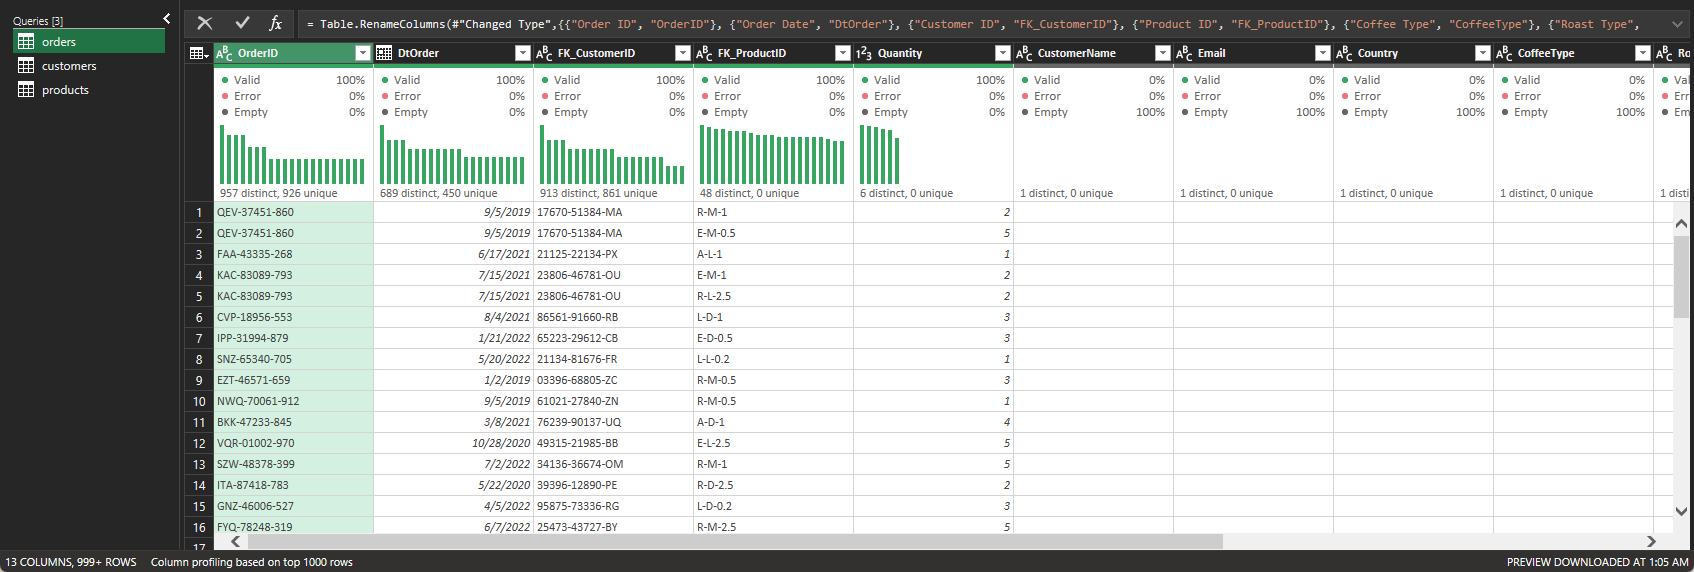 Queries [3]
orders
customers
products
fx
= Table.RenameColumns(#"Changed Type",{{"Order ID", "OrderID"}, {"Order Date", "DtOrder"}, {"Customer ID", "FK_CustomerID"}, {"Product ID", "FK_ProductID"}, {"Coffee Type", "CoffeeType"}, {"Roast Type",
ABC OrderID DtOrder ABC FK_CustomerID ABC FK_ProductID 123 Quantity ABC CustomerName ABC Email ABC Country ABC CoffeeType ABC Ro
Valid 100% Valid 100% Valid 100% Valid 100% Valid 100% Valid 0% Valid 0% Valid 0% Valid 0% Val
Error 0% Error 0% Error 0% Error 0% Error 0% Error 0% Error 0% Error 0% Error 0% Err
Empty 0% Empty 0% Empty 0% Empty 0% Empty 0% Empty 100% Empty 100% Empty 100% Empty 100% Em
957 distinct, 926 unique 689 distinct, 450 unique 913 distinct, 861 unique 48 distinct, 0 unique 6 distinct, 0 unique 1 distinct, 0 unique 1 distinct, 0 unique 1 distinct, 0 unique 1 distinct, 0 unique 1 disti
1 QEV-37451-860 9/5/2019 17670-51384-MA R-M-1 2
2 QEV-37451-860 9/5/2019 17670-51384-MA E-M-0.5 5
3 FAA-43335-268 6/17/2021 21125-22134-PX A-L-1 1
4 KAC-83089-793 7/15/2021 23806-46781-OU E-M-1 2
5 KAC-83089-793 7/15/2021 23806-46781-OU R-L-2.5 2
6 CVP-18956-553 8/4/2021 86561-91660-RB L-D-1 3
7 IPP-31994-879 1/21/2022 65223-29612-CB E-D-0.5 3
8 SNZ-65340-705 5/20/2022 21134-81676-FR L-L-0.2 1
9 EZT-46571-659 1/2/2019 03396-68805-ZC R-M-0.5 3
10 NWQ-70061-912 9/5/2019 61021-27840-ZN R-M-0.5 1
11 BKK-47233-845 3/8/2021 76239-90137-UQ A-D-1 4
12 VQR-01002-970 10/28/2020 49315-21985-BB E-L-2.5 5
13 SZW-48378-399 7/2/2022 34136-36674-OM R-M-1 5
14 ITA-87418-783 5/22/2020 39396-12890-PE R-D-2.5 2
15 GNZ-46006-527 4/5/2022 95875-73336-RG L-D-0.2 3
16 FYQ-78248-319 6/7/2022 25473-43727-BY R-M-2.5 5
17
13 COLUMNS, 999+ ROWS Column profiling based on top 1000 rows PREVIEW DOWNLOADED AT 1:05 AM